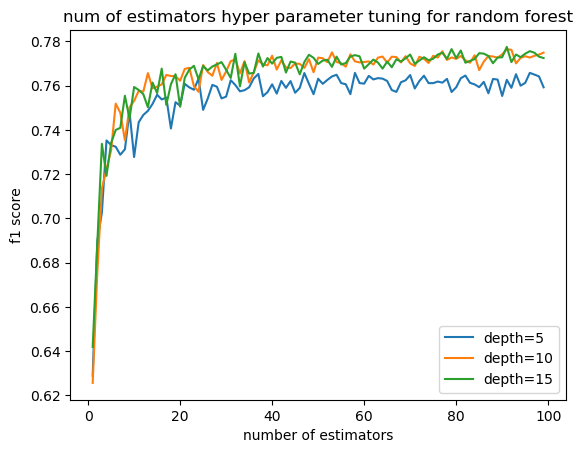 num of estimators hyper parameter tuning for random forest
f1 score
0.78
0.76
0.74
0.72
0.70
0.68
0.66
0.64
0.62
0
20
40
60
80
100
number of estimators
depth=5
depth=10
depth=15